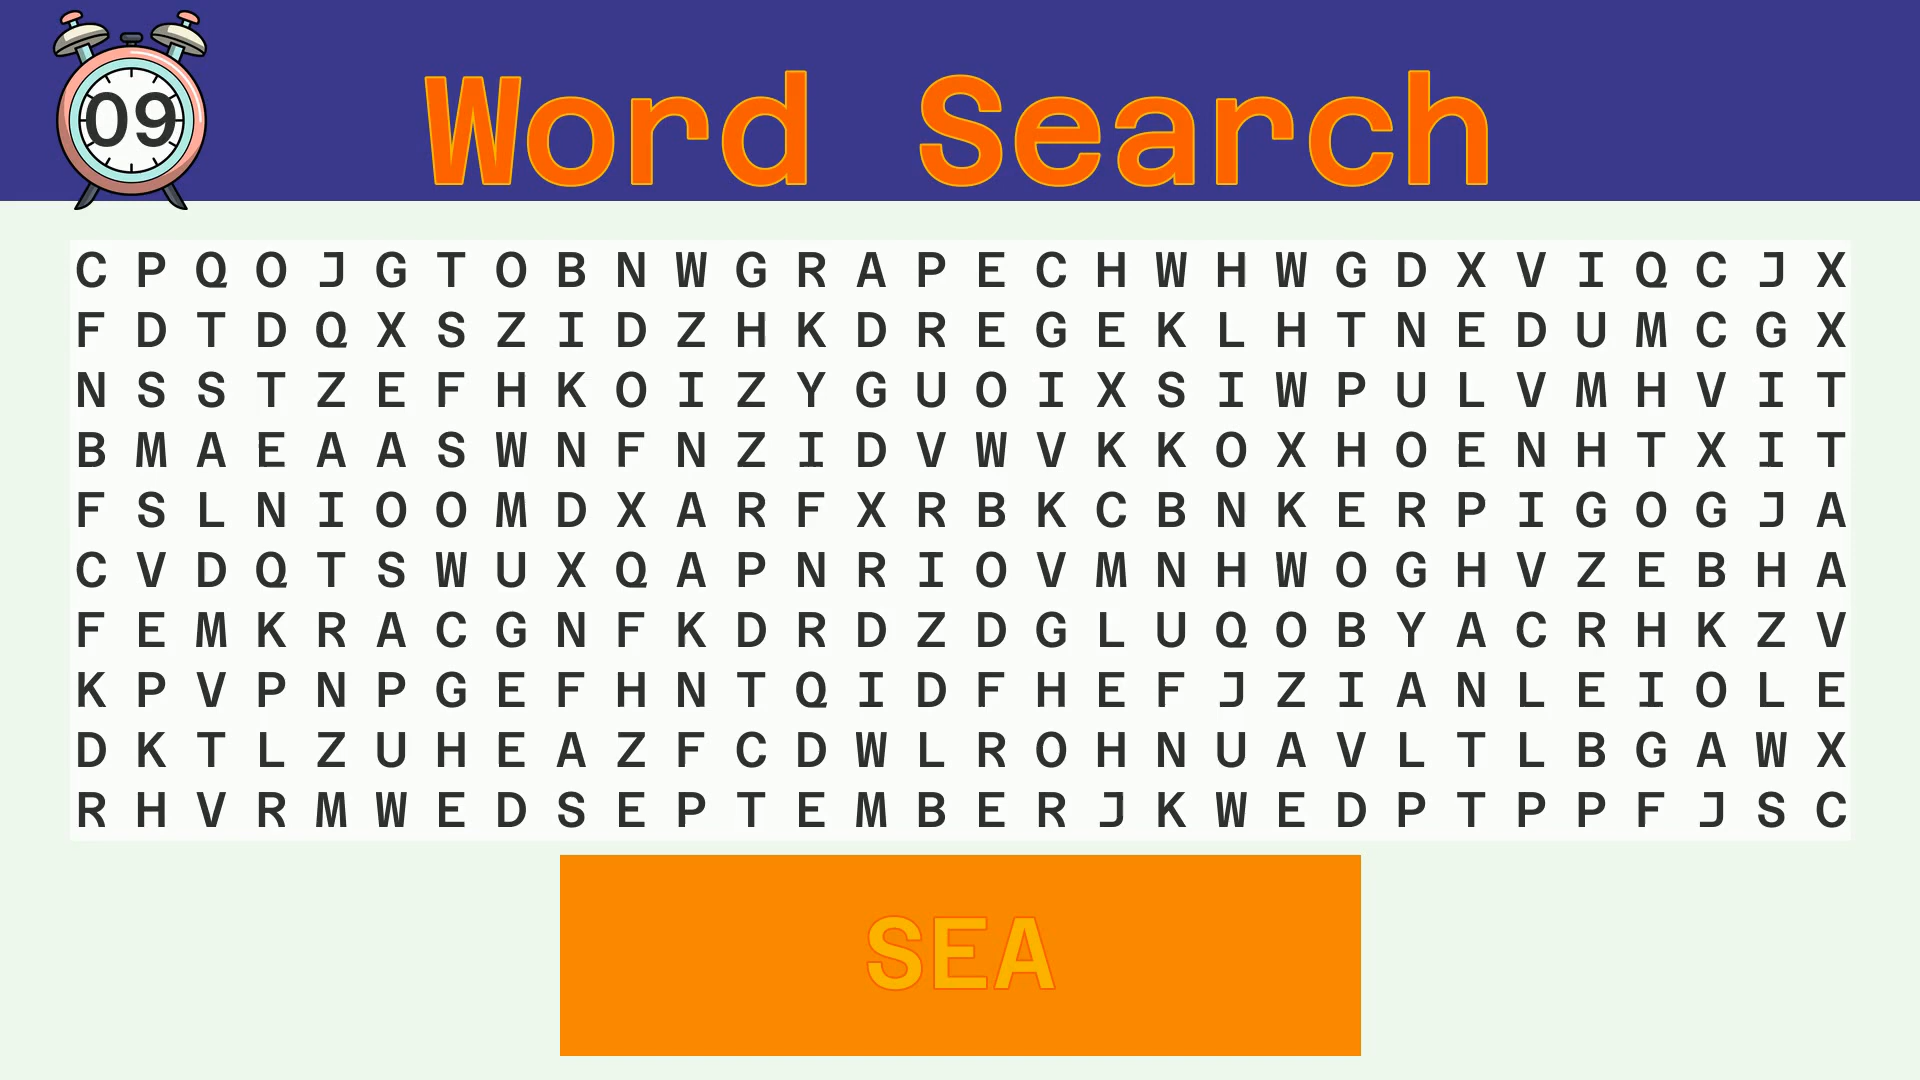 09
Word Search
C P Q O J G T O B N W G R A P E C H W H W G D X V I Q C J X
F D T D Q X S Z I D Z H K D R E G E K L H T N E D U M C G X
N S S T Z E F H K O I Z Y G U O I X S I W P U L V M H V I T
B M A E A A S W N F N Z I D V W V K K O X H O E N H T X I T
F S L N I O O M D X A R F X R B K C B N K E R P I G O G J A
C V D Q T S W U X Q A P N R I O V M N H W O G H V Z E B H A
F E M K R A C G N F K D R D Z D G L U Q O B Y A C R H K Z V
K P V P N P G E F H N T Q I D F H E F J Z I A N L E I O L E
D K T L Z U H E A Z F C D W L R O H N U A V L T L B G A W X
R H V R M W E D S E P T E M B E R J K W E D P T P P F J S C
SEA